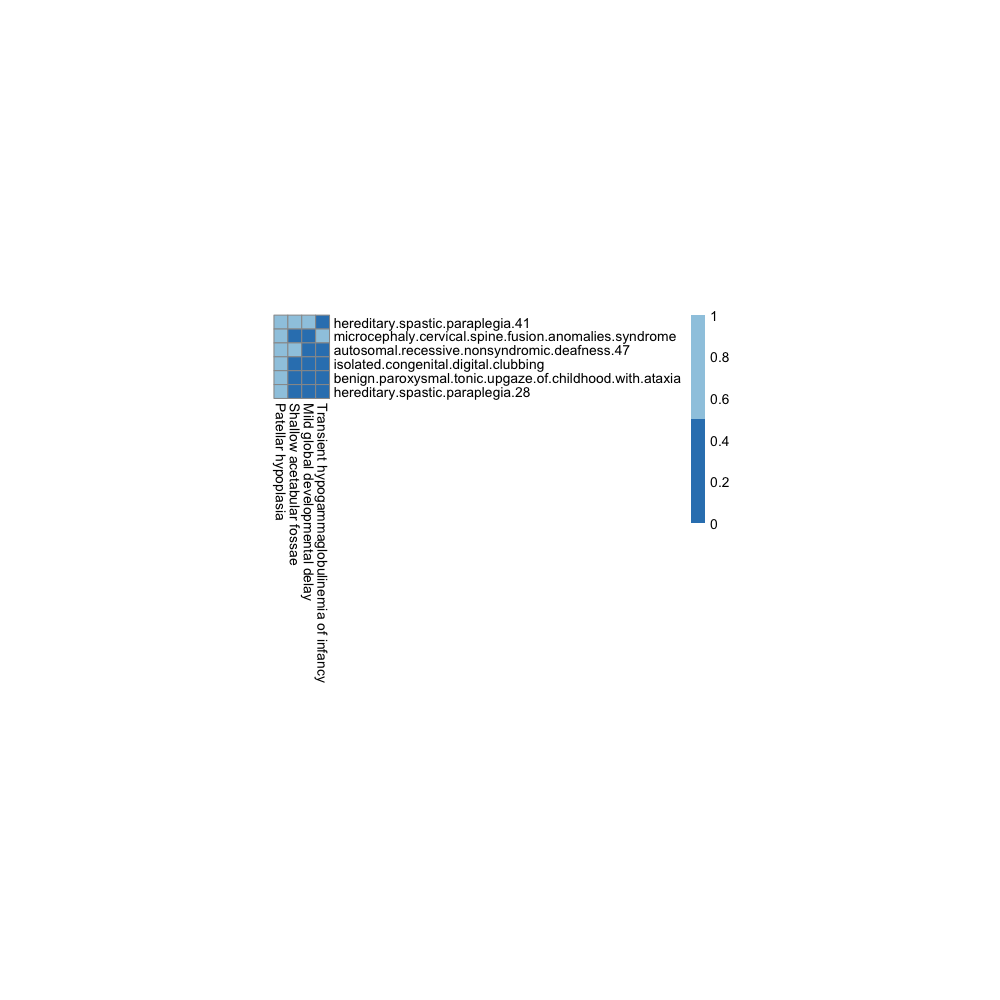 hereditary.spastic.paraplegia.41
microcephaly.cervical.spine.fusion.anomalies.syndrome
autosomal.recessive.nonsyndromic.deafness.47
isolated.congenital.digital.clubbing
benign.paroxysmal.tonic.upgaze.of.childhood.with.ataxia
hereditary.spastic.paraplegia.28
Patellar hypoplasia
Shallow acetabular fossae
Mild global developmental delay
Transient hypogammaglobulinemia of infancy
1
0.8
0.6
0.4
0.2
0